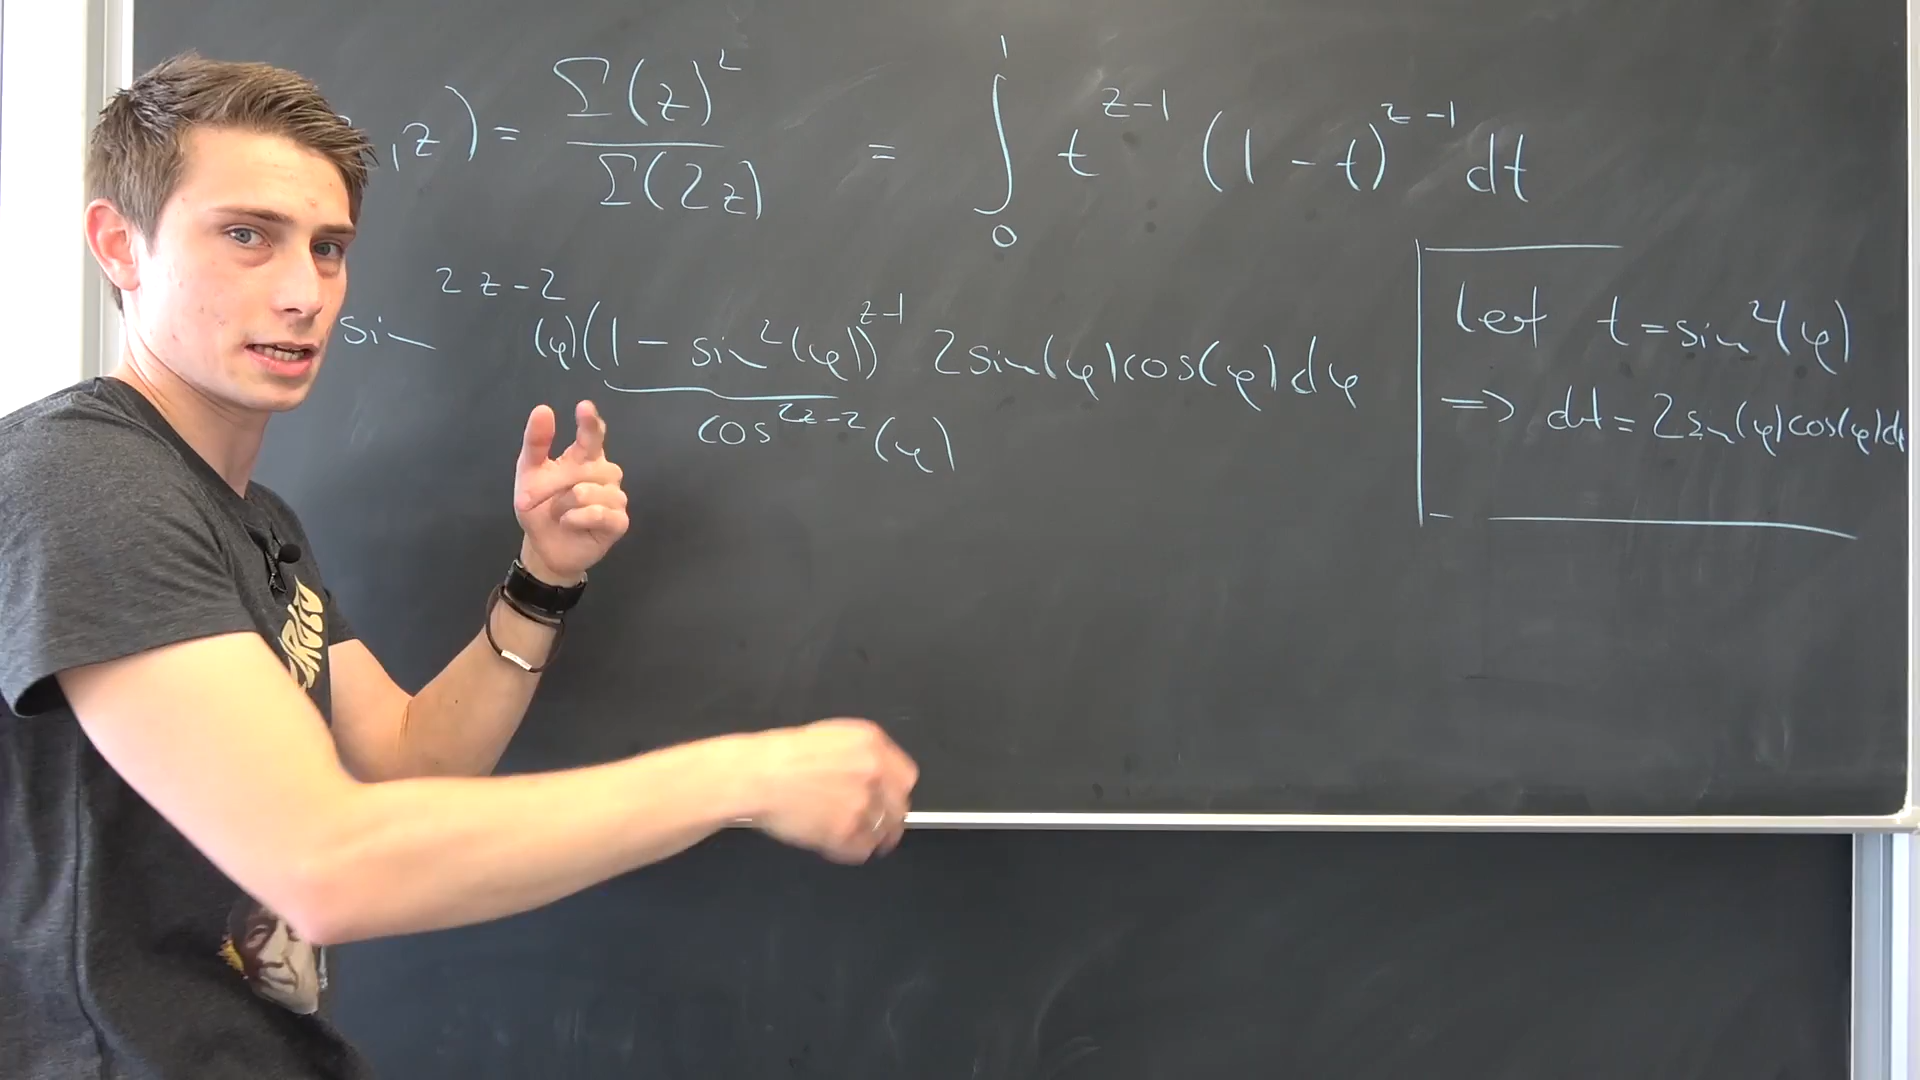 ,z) = Γ(z)² / Γ(2z) = ∫₀¹ t^(z-1) (1-t)^(z-1) dt
sin^(2z-2) (φ)(1-sin²(φ))^(z-1) 2sin(φ)cos(φ)dφ
cos^(2z-2)(φ)
let t=sin²(φ)
=> dt=2sin(φ)cos(φ)d